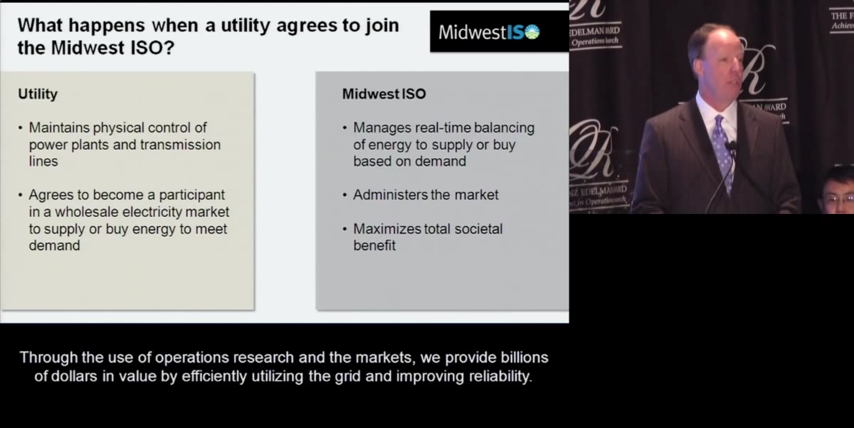 What happens when a utility agrees to join
the Midwest ISO?
MidwestISO
Utility
• Maintains physical control of
power plants and transmission
lines
• Agrees to become a participant
in a wholesale electricity market
to supply or buy energy to meet
demand
Midwest ISO
• Manages real-time balancing
of energy to supply or buy
based on demand
• Administers the market
• Maximizes total societal
benefit
Through the use of operations research and the markets, we provide billions
of dollars in value by efficiently utilizing the grid and improving reliability.
THE F
Achiev